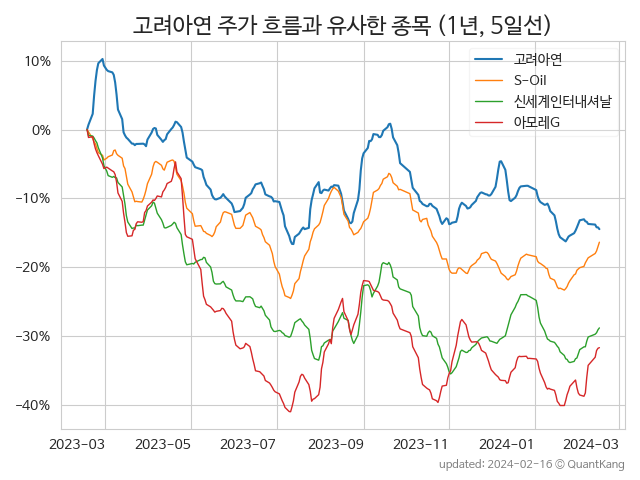 고려아연 주가 흐름과 유사한 종목 (1년, 5일선)
고려아연
S-Oil
신세계인터내셔날
아모레G
10%
0%
−10%
−20%
−30%
−40%
2023-03 2023-05 2023-07 2023-09 2023-11 2024-01 2024-03
updated: 2024-02-16 © QuantKang